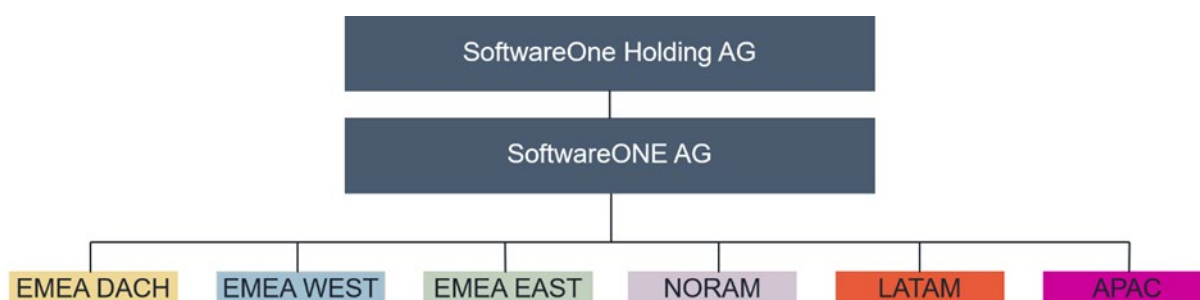 SoftwareOne Holding AG
SoftwareONE AG
EMEA DACH
EMEA WEST
EMEA EAST
NORAM
LATAM
APAC